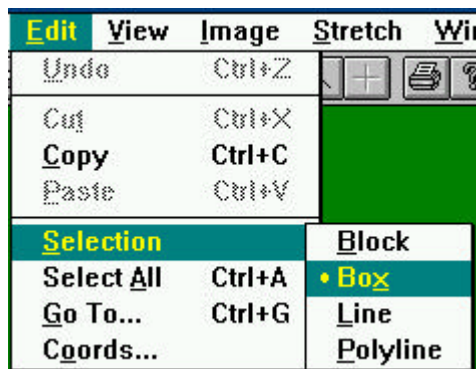 Edit View Image Stretch
Undo Ctrl+Z
Cut Ctrl+X
Copy Ctrl+C
Paste Ctrl+V
Selection
Select All Ctrl+A
Go To... Ctrl+G
Coords...
Block
• Box
Line
Polyline